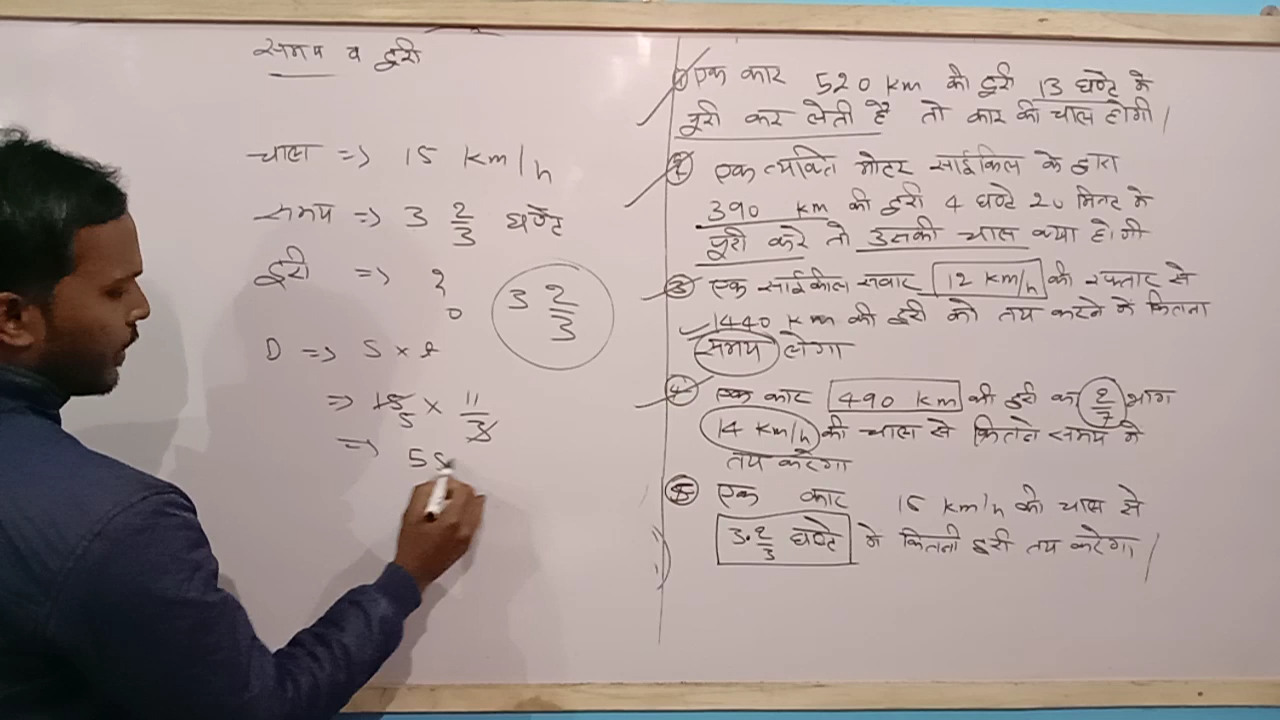 समय व दूरी
चाल => 15 km/h
समय => 3 2/3 घण्टे
दूरी => ?
3 2/3
D => S × t
=> 15 5 × 11/3
=> 55
① एक कार 520 km की दूरी 13 घण्टे मे
पूरी कर लेती है तो कार की चाल होगी।
② एक व्यक्ति मोटर साईकिल के द्वारा
390 km की दूरी 4 घण्टे 20 मिनट मे
पूरी करे तो उसकी चाल क्या होगी
③ एक साईकील सवार 12 km/h की रफ्तार से
1440 km की दूरी को तय करने में कितना
समय लगेगा
④ एक कार 490 km की दूरी का 2/7 भाग
14 km/h की चाल से कितने समय मे
तय करेगा
⑤ एक कार 15 km/h की चाल से
3. 2/3 घण्टे मे कितनी दूरी तय करेगा।